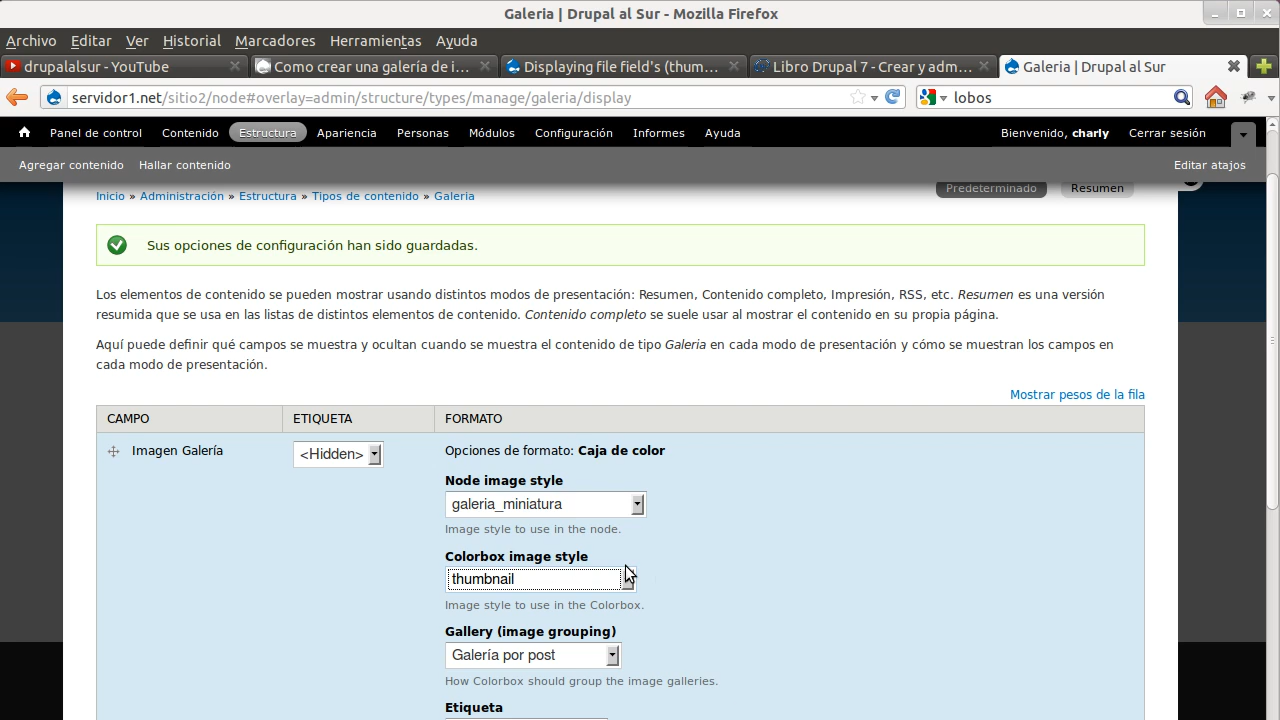 Galeria | Drupal al Sur - Mozilla Firefox
Archivo Editar Ver Historial Marcadores Herramientas Ayuda
drupalalsur - YouTube Como crear una galería de i... Displaying file field's (thum... Libro Drupal 7 - Crear y adm... Galeria | Drupal al Sur
servidor1.net/sitio2/node#overlay=admin/structure/types/manage/galeria/display lobos
Panel de control Contenido Estructura Apariencia Personas Módulos Configuración Informes Ayuda Bienvenido, charly Cerrar sesión
Agregar contenido Hallar contenido Editar atajos
Inicio » Administración » Estructura » Tipos de contenido » Galeria Predeterminado Resumen
Sus opciones de configuración han sido guardadas.
Los elementos de contenido se pueden mostrar usando distintos modos de presentación: Resumen, Contenido completo, Impresión, RSS, etc. Resumen es una versión
resumida que se usa en las listas de distintos elementos de contenido. Contenido completo se suele usar al mostrar el contenido en su propia página.
Aquí puede definir qué campos se muestra y ocultan cuando se muestra el contenido de tipo Galeria en cada modo de presentación y cómo se muestran los campos en
cada modo de presentación.
Mostrar pesos de la fila
CAMPO ETIQUETA FORMATO
Imagen Galería <Hidden> Opciones de formato: Caja de color
Node image style
galeria_miniatura
Image style to use in the node.
Colorbox image style
thumbnail
Image style to use in the Colorbox.
Gallery (image grouping)
Galería por post
How Colorbox should group the image galleries.
Etiqueta